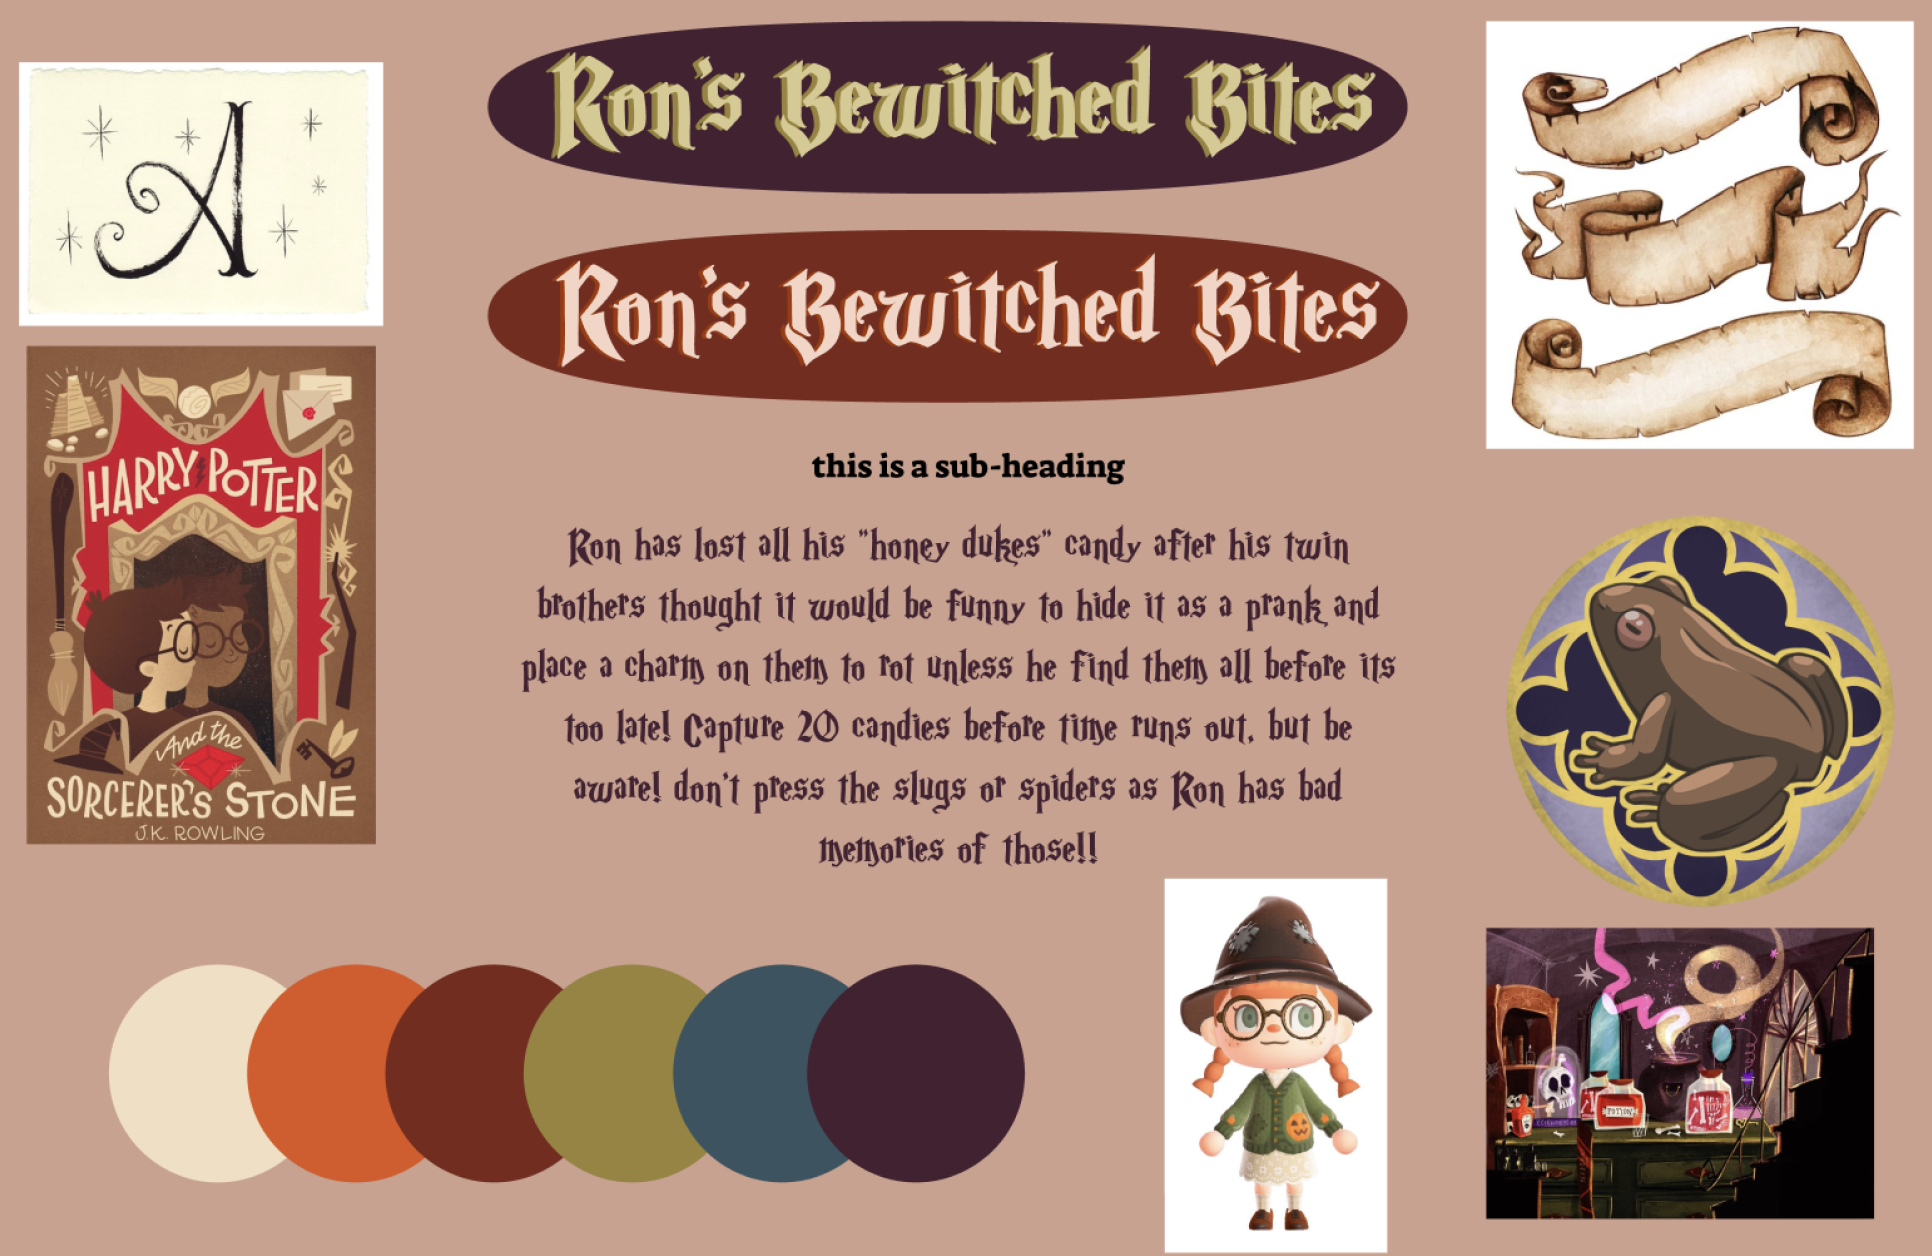 A
Ron's Bewitched Bites
Ron's Bewitched Bites
this is a sub-heading
Ron has lost all his "honey dukes" candy after his twin
brothers thought it would be funny to hide it as a prank and
place a charm on them to rot unless he find them all before its
too late! Capture 20 candies before time runs out, but be
aware! don't press the slugs or spiders as Ron has bad
memories of those!!
HARRY POTTER
And the
SORCERER'S STONE
J.K. ROWLING
POTION